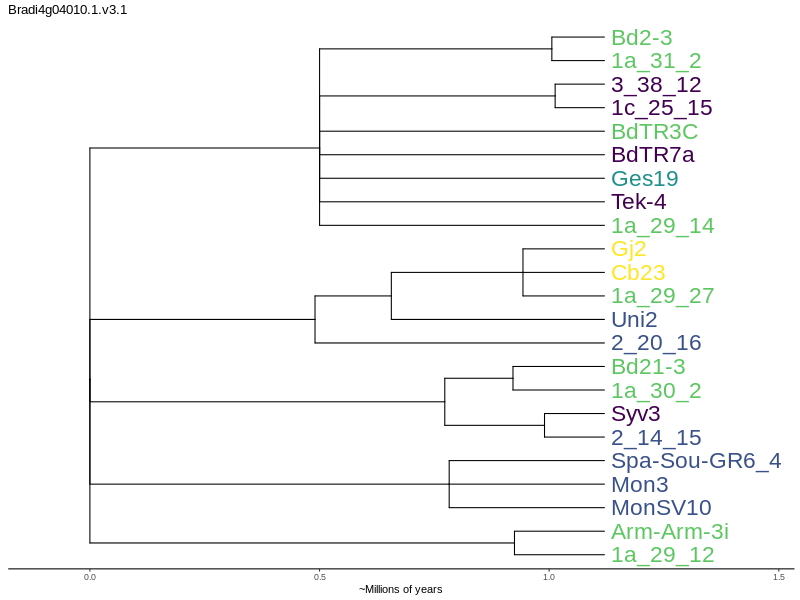 Bradi4g04010.1.v3.1
Bd2-3
1a_31_2
3_38_12
1c_25_15
BdTR3C
BdTR7a
Ges19
Tek-4
1a_29_14
Gj2
Cb23
1a_29_27
Uni2
2_20_16
Bd21-3
1a_30_2
Syv3
2_14_15
Spa-Sou-GR6_4
Mon3
MonSV10
Arm-Arm-3i
1a_29_12
0.0 0.5 1.0 1.5
~Millions of years